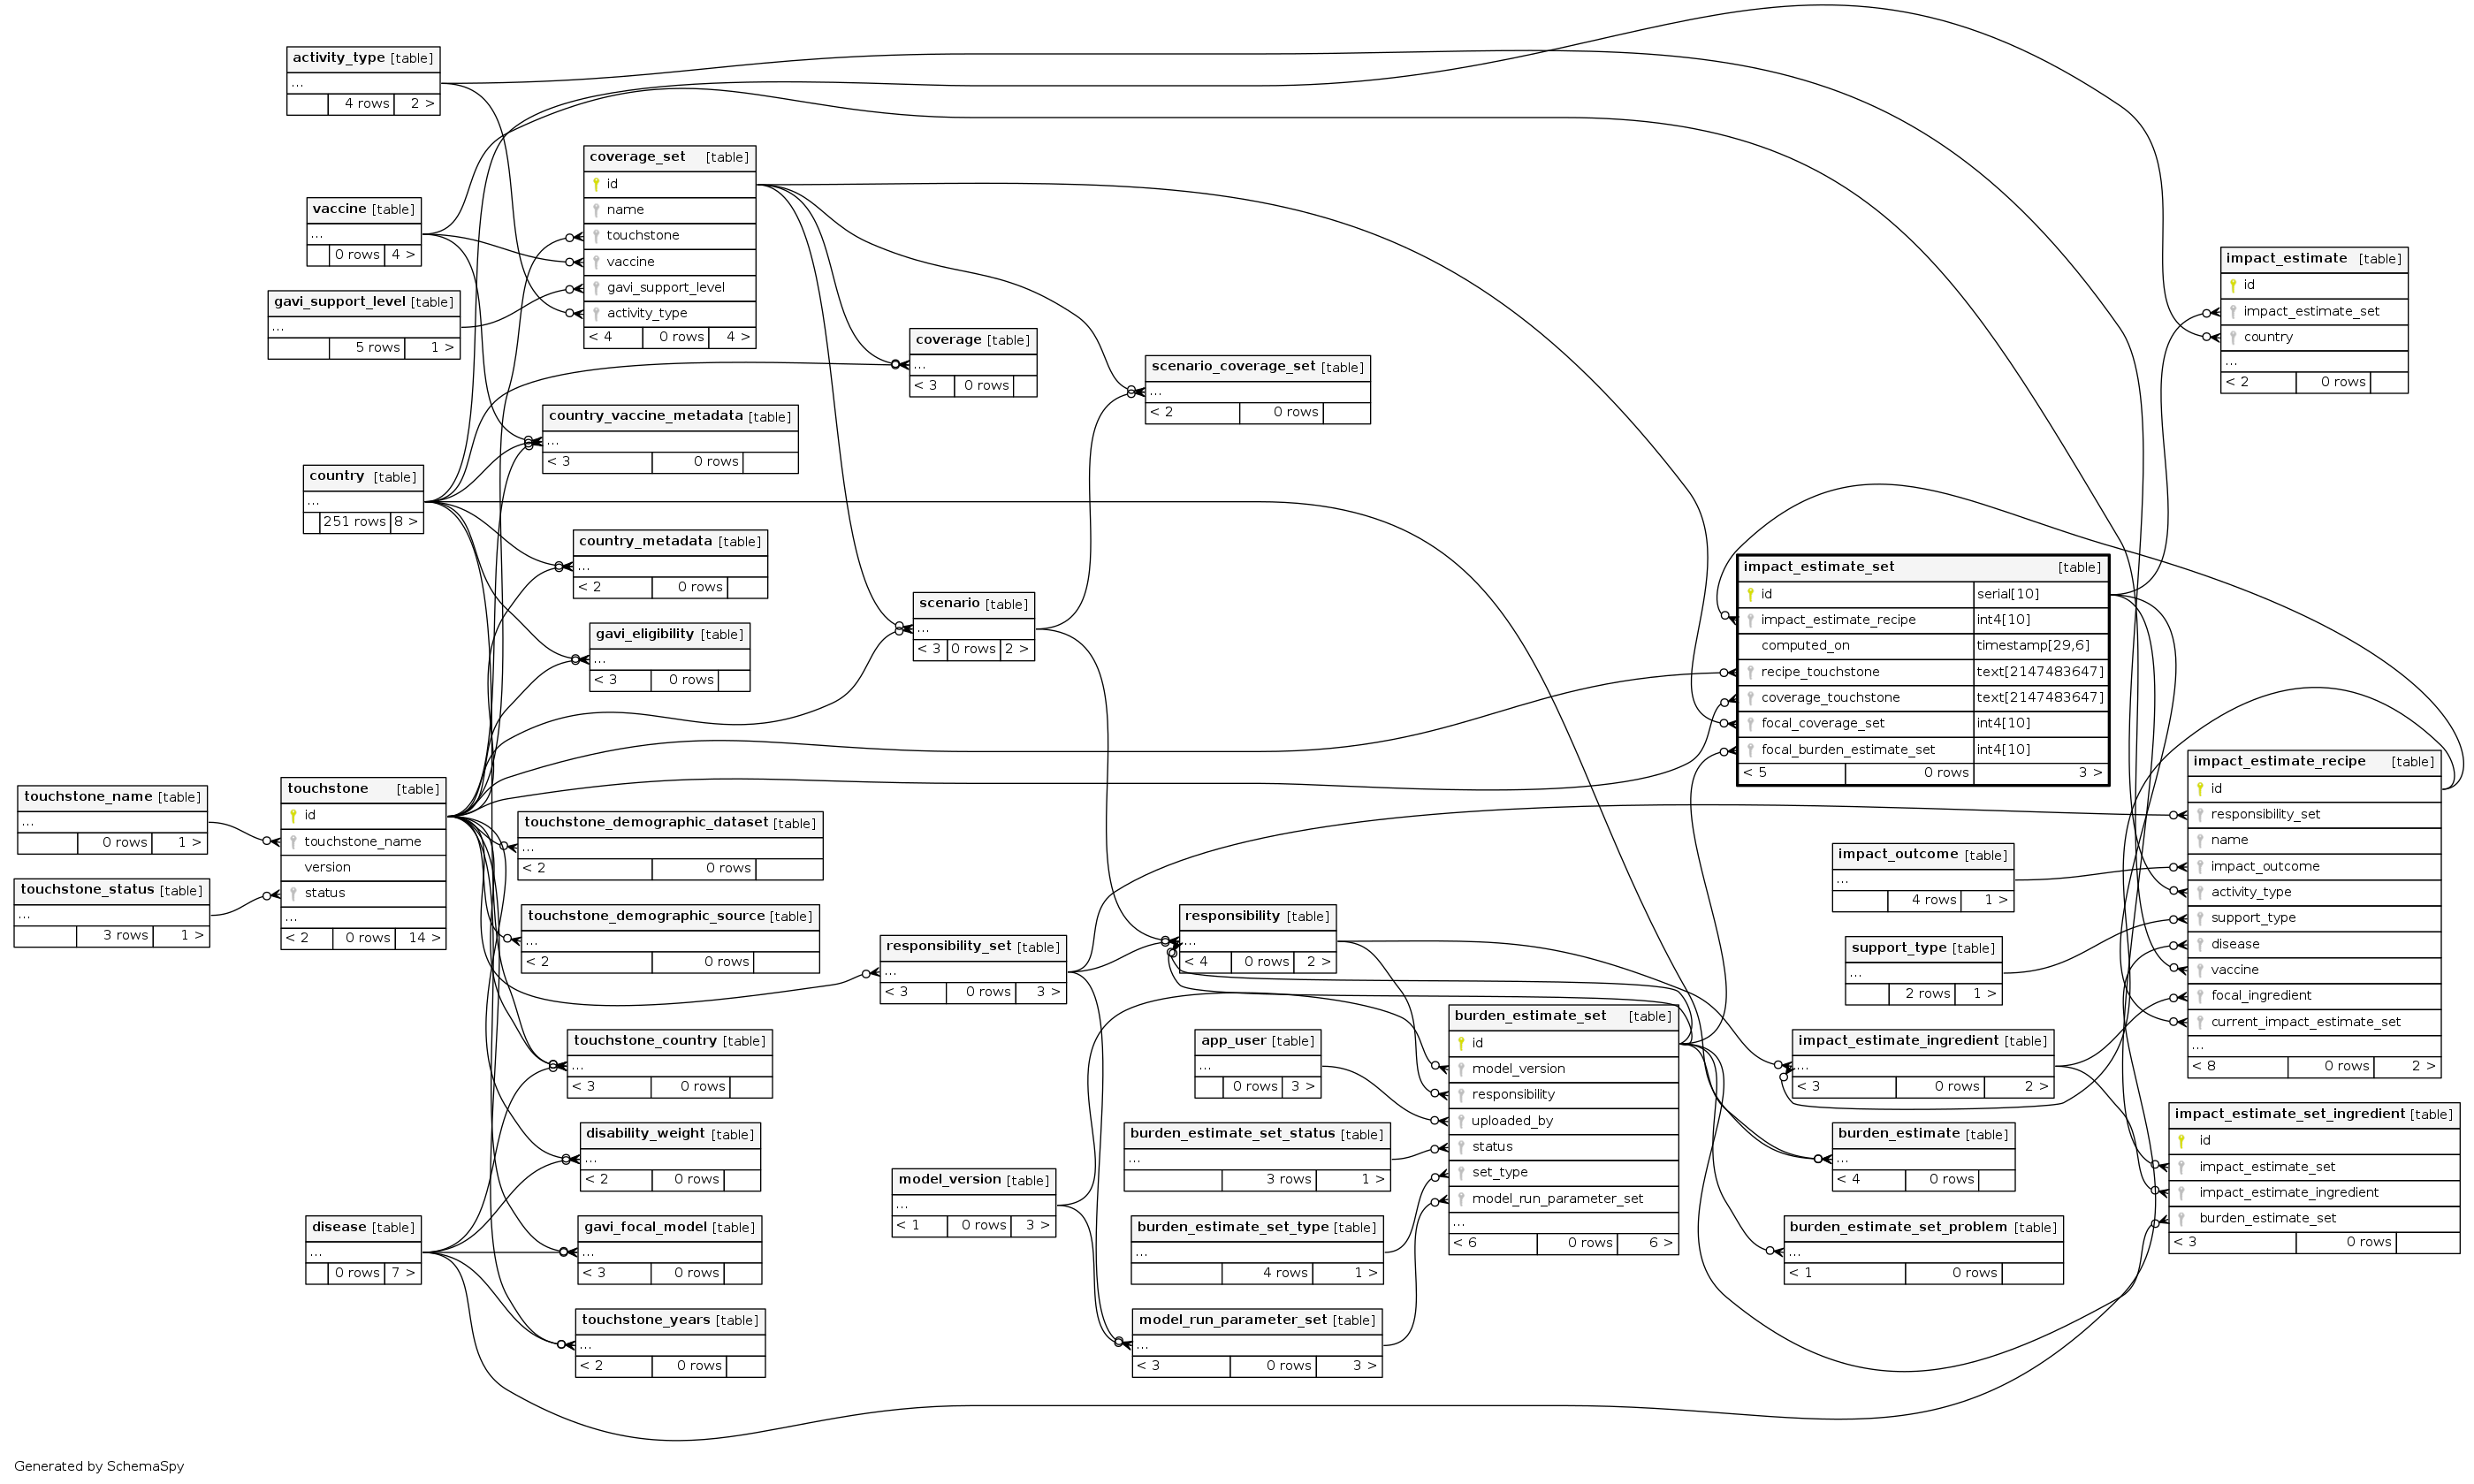 activity_type [table]
...
4 rows 2 >
vaccine [table]
...
0 rows 4 >
gavi_support_level [table]
...
5 rows 1 >
country [table]
...
251 rows 8 >
touchstone_name [table]
...
0 rows 1 >
touchstone_status [table]
...
3 rows 1 >
touchstone [table]
id
touchstone_name
version
status
...
< 2 0 rows 14 >
disease [table]
...
0 rows 7 >
coverage_set [table]
id
name
touchstone
vaccine
gavi_support_level
activity_type
< 4 0 rows 4 >
country_vaccine_metadata [table]
...
< 3 0 rows
country_metadata [table]
...
< 2 0 rows
gavi_eligibility [table]
...
< 3 0 rows
touchstone_demographic_dataset [table]
...
< 2 0 rows
touchstone_demographic_source [table]
...
< 2 0 rows
touchstone_country [table]
...
< 3 0 rows
disability_weight [table]
...
< 2 0 rows
gavi_focal_model [table]
...
< 3 0 rows
touchstone_years [table]
...
< 2 0 rows
coverage [table]
...
< 3 0 rows
scenario [table]
...
< 3 0 rows 2 >
responsibility_set [table]
...
< 3 0 rows 3 >
model_version [table]
...
< 1 0 rows 3 >
scenario_coverage_set [table]
...
< 2 0 rows
responsibility [table]
...
< 4 0 rows 2 >
app_user [table]
...
0 rows 3 >
burden_estimate_set_status [table]
...
3 rows 1 >
burden_estimate_set_type [table]
...
4 rows 1 >
model_run_parameter_set [table]
...
< 3 0 rows 3 >
burden_estimate_set [table]
id
model_version
responsibility
uploaded_by
status
set_type
model_run_parameter_set
...
< 6 0 rows 6 >
impact_estimate_set [table]
id serial[10]
impact_estimate_recipe int4[10]
computed_on timestamp[29,6]
recipe_touchstone text[2147483647]
coverage_touchstone text[2147483647]
focal_coverage_set int4[10]
focal_burden_estimate_set int4[10]
< 5 0 rows 3 >
impact_outcome [table]
...
4 rows 1 >
support_type [table]
...
2 rows 1 >
impact_estimate_ingredient [table]
...
< 3 0 rows 2 >
burden_estimate [table]
...
< 4 0 rows
burden_estimate_set_problem [table]
...
< 1 0 rows
impact_estimate [table]
id
impact_estimate_set
country
...
< 2 0 rows
impact_estimate_recipe [table]
id
responsibility_set
name
impact_outcome
activity_type
support_type
disease
vaccine
focal_ingredient
current_impact_estimate_set
...
< 8 0 rows 2 >
impact_estimate_set_ingredient [table]
id
impact_estimate_set
impact_estimate_ingredient
burden_estimate_set
< 3 0 rows
Generated by SchemaSpy